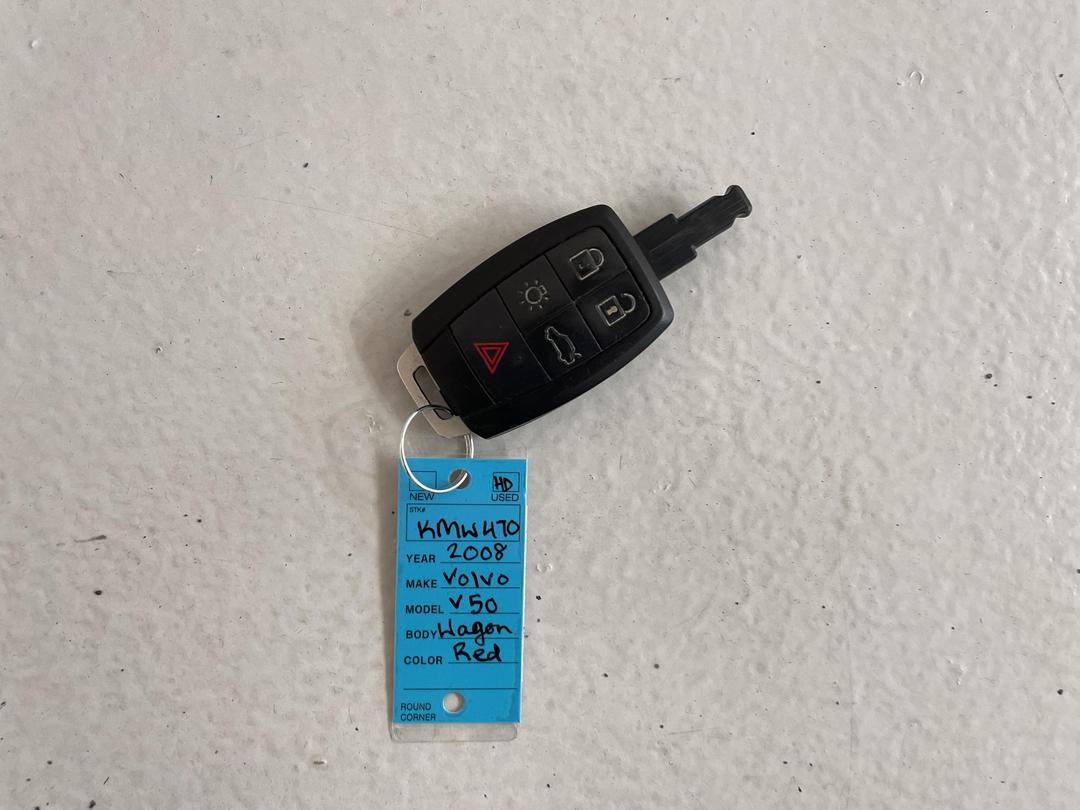 HD
NEW USED
STK#
KMW470
YEAR 2008
MAKE Volvo
MODEL V50
BODY Wagon
COLOR Red
ROUND
CORNER